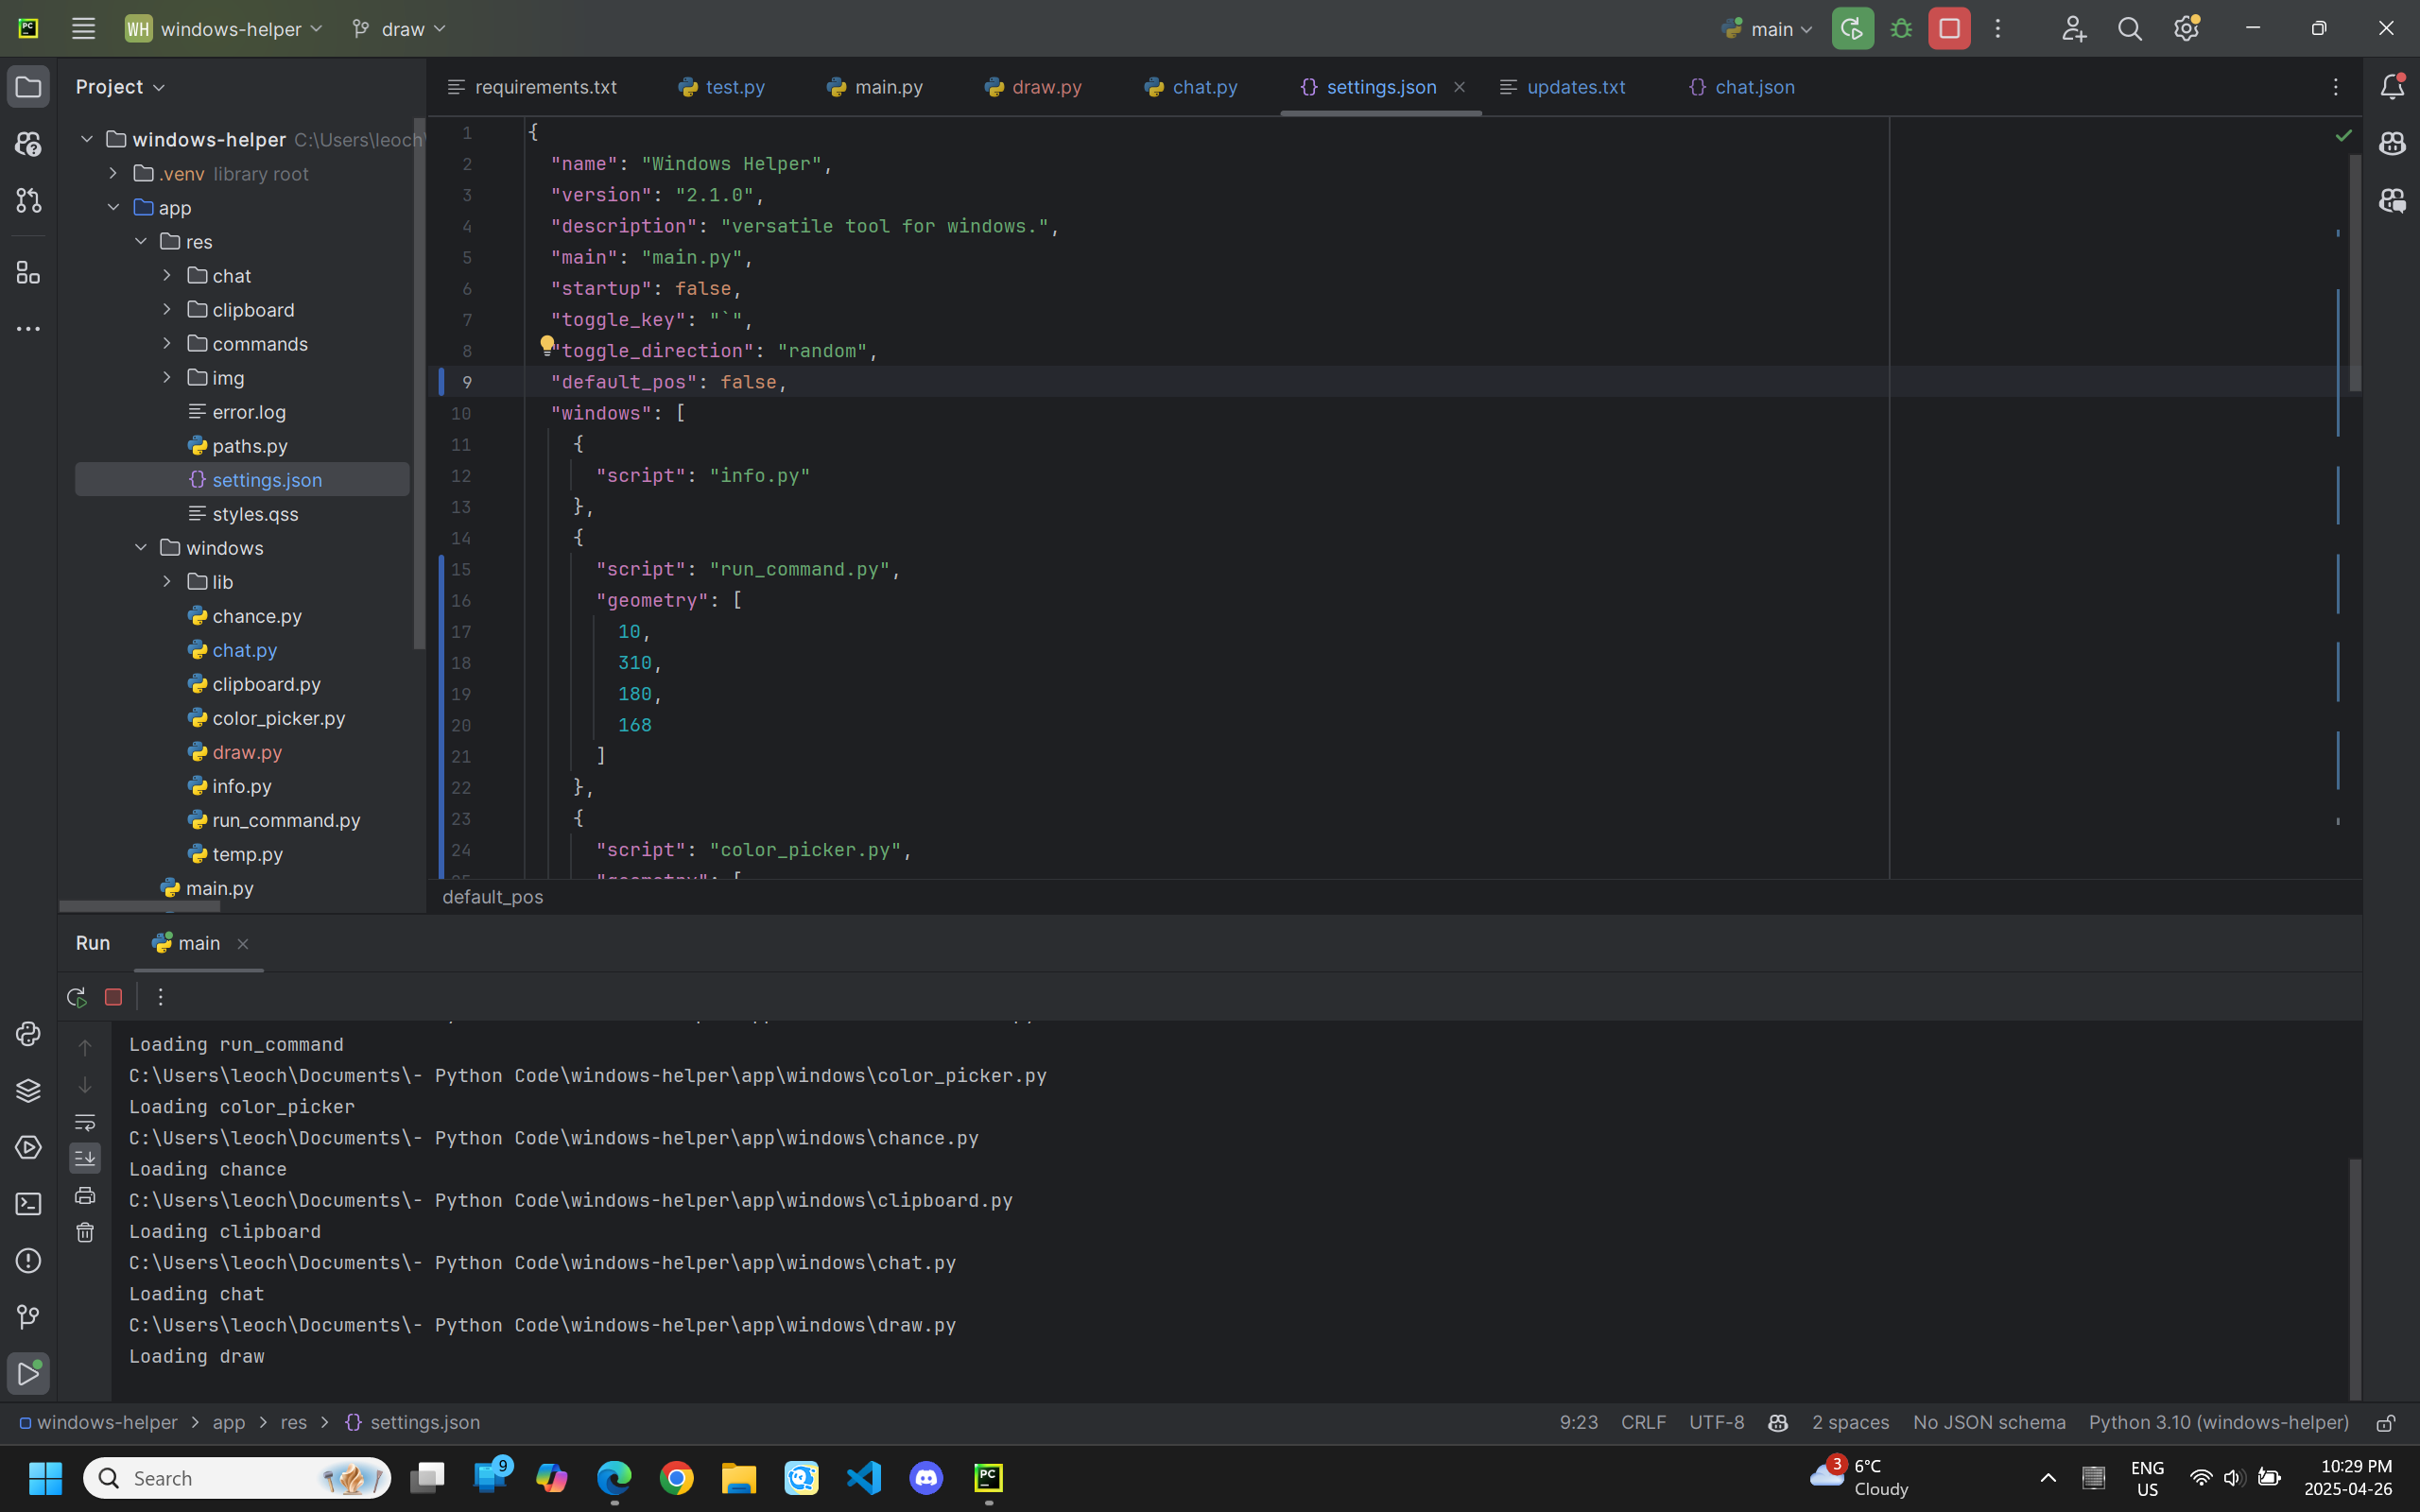 PC
WH windows-helper
draw
main
Project
requirements.txt
test.py
main.py
draw.py
chat.py
{} settings.json
updates.txt
{} chat.json
windows-helper C:\Users\leoch\
.venv library root
app
res
chat
clipboard
commands
img
error.log
paths.py
{} settings.json
styles.qss
windows
lib
chance.py
chat.py
clipboard.py
color_picker.py
draw.py
info.py
run_command.py
temp.py
main.py
1 {
2 "name": "Windows Helper",
3 "version": "2.1.0",
4 "description": "versatile tool for windows.",
5 "main": "main.py",
6 "startup": false,
7 "toggle_key": "`",
8 "toggle_direction": "random",
9 "default_pos": false,
10 "windows": [
11 {
12 "script": "info.py"
13 },
14 {
15 "script": "run_command.py",
16 "geometry": [
17 10,
18 310,
19 180,
20 168
21 ]
22 },
23 {
24 "script": "color_picker.py",
25 "geometry": [
default_pos
Run
main
Loading run_command
C:\Users\leoch\Documents\- Python Code\windows-helper\app\windows\color_picker.py
Loading color_picker
C:\Users\leoch\Documents\- Python Code\windows-helper\app\windows\chance.py
Loading chance
C:\Users\leoch\Documents\- Python Code\windows-helper\app\windows\clipboard.py
Loading clipboard
C:\Users\leoch\Documents\- Python Code\windows-helper\app\windows\chat.py
Loading chat
C:\Users\leoch\Documents\- Python Code\windows-helper\app\windows\draw.py
Loading draw
windows-helper > app > res > {} settings.json
9:23 CRLF UTF-8 2 spaces No JSON schema Python 3.10 (windows-helper)
Search
9
PC
3
6°C
Cloudy
ENG
US
10:29 PM
2025-04-26